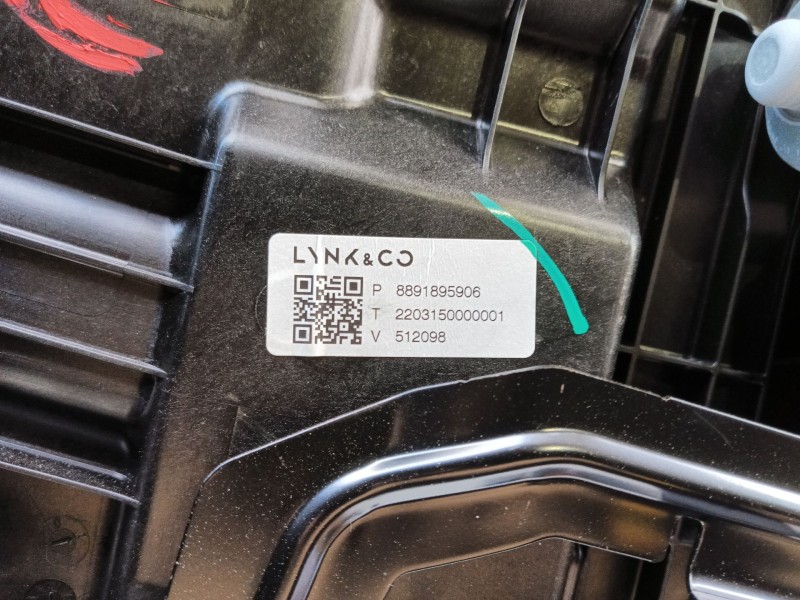 LYNK&CO
P 8891895906
T 2203150000001
V 512098